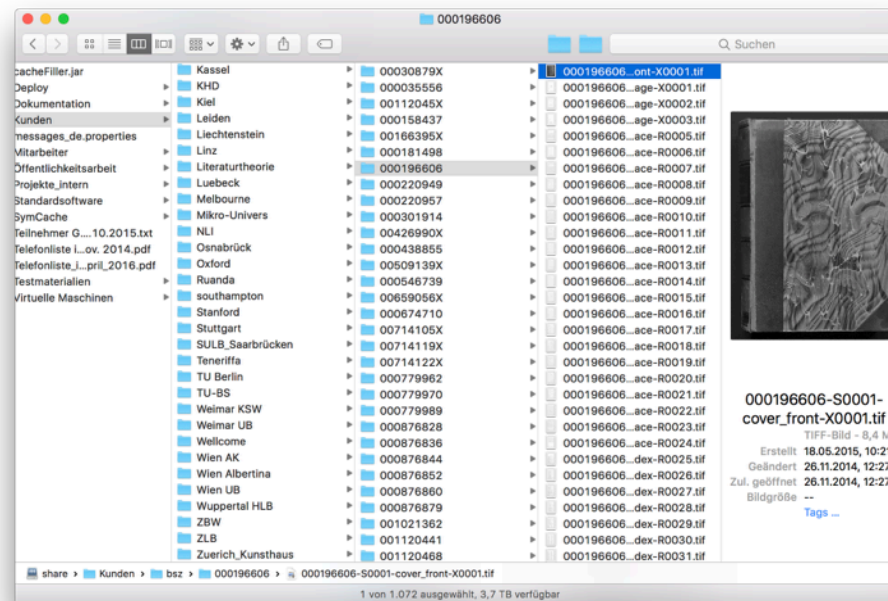 000196606
Suchen
cacheFiller.jar
Deploy
Dokumentation
Kunden
messages_de.properties
Mitarbeiter
Öffentlichkeitsarbeit
Projekte_intern
Standardsoftware
SymCache
Teilnehmer G....10.2015.txt
Telefonliste i...ov. 2014.pdf
Telefonliste_i...pril_2016.pdf
Testmaterialien
Virtuelle Maschinen
Kassel
KHD
Kiel
Leiden
Liechtenstein
Linz
Literaturtheorie
Luebeck
Melbourne
Mikro-Univers
NLI
Osnabrück
Oxford
Ruanda
southampton
Stanford
Stuttgart
SULB_Saarbrücken
Teneriffa
TU Berlin
TU-BS
Weimar KSW
Weimar UB
Wellcome
Wien AK
Wien Albertina
Wien UB
Wuppertal HLB
ZBW
ZLB
Zuerich_Kunsthaus
00030879X
000035556
00112045X
000158437
00166395X
000181498
000196606
000220949
000220957
000301914
00426990X
000438855
00509139X
000546739
00659056X
000674710
00714105X
00714119X
00714122X
000779962
000779970
000779989
000876828
000876836
000876844
000876852
000876860
000876879
001021362
001120441
001120468
000196606...ont-X0001.tif
000196606...age-X0001.tif
000196606...age-X0002.tif
000196606...age-X0003.tif
000196606...ace-R0005.tif
000196606...ace-R0006.tif
000196606...ace-R0007.tif
000196606...ace-R0008.tif
000196606...ace-R0009.tif
000196606...ace-R0010.tif
000196606...ace-R0011.tif
000196606...ace-R0012.tif
000196606...ace-R0013.tif
000196606...ace-R0014.tif
000196606...ace-R0015.tif
000196606...ace-R0016.tif
000196606...ace-R0017.tif
000196606...ace-R0018.tif
000196606...ace-R0019.tif
000196606...ace-R0020.tif
000196606...ace-R0021.tif
000196606...ace-R0022.tif
000196606...ace-R0023.tif
000196606...ace-R0024.tif
000196606...dex-R0025.tif
000196606...dex-R0026.tif
000196606...dex-R0027.tif
000196606...dex-R0028.tif
000196606...dex-R0029.tif
000196606...dex-R0030.tif
000196606...dex-R0031.tif
000196606-S0001-
cover_front-X0001.tif
TIFF-Bild - 8,4 M
Erstellt 18.05.2015, 10:21
Geändert 26.11.2014, 12:27
Zul. geöffnet 26.11.2014, 12:27
Bildgröße --
Tags ...
share › Kunden › bsz › 000196606 › 000196606-S0001-cover_front-X0001.tif
1 von 1.072 ausgewählt, 3,7 TB verfügbar